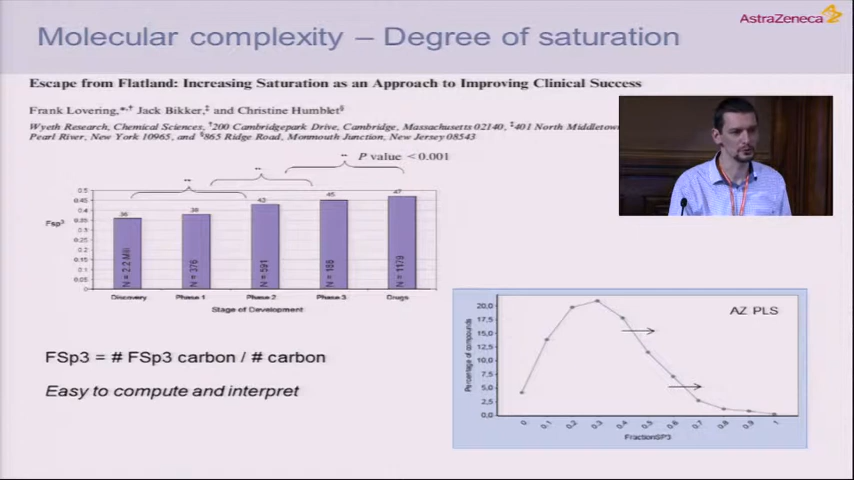 AstraZeneca
Molecular complexity – Degree of saturation
Escape from Flatland: Increasing Saturation as an Approach to Improving Clinical Success
Frank Lovering,*,† Jack Bikker,‡ and Christine Humblet§
Wyeth Research, Chemical Sciences, †200 Cambridgepark Drive, Cambridge, Massachusetts 02140, ‡401 North Middletown
Pearl River, New York 10965, and §865 Ridge Road, Monmouth Junction, New Jersey 08543
** ** ** P value < 0.001
Fsp³
0.5
0.45
0.4
0.35
0.3
0.25
0.2
0.15
0.1
0.05
0
36 38 43 45 47
N = 2.2 Mill N = 376 N = 591 N = 188 N = 1179
Discovery Phase 1 Phase 2 Phase 3 Drugs
Stage of Development
FSp3 = # FSp3 carbon / # carbon
Easy to compute and interpret
AZ PLS
Percentage of compounds
20,0
17,5
15,0
12,5
10,0
7,5
5,0
2,5
0,0
0 0.1 0.2 0.3 0.4 0.5 0.6 0.7 0.8 0.9 1
FractionSP3